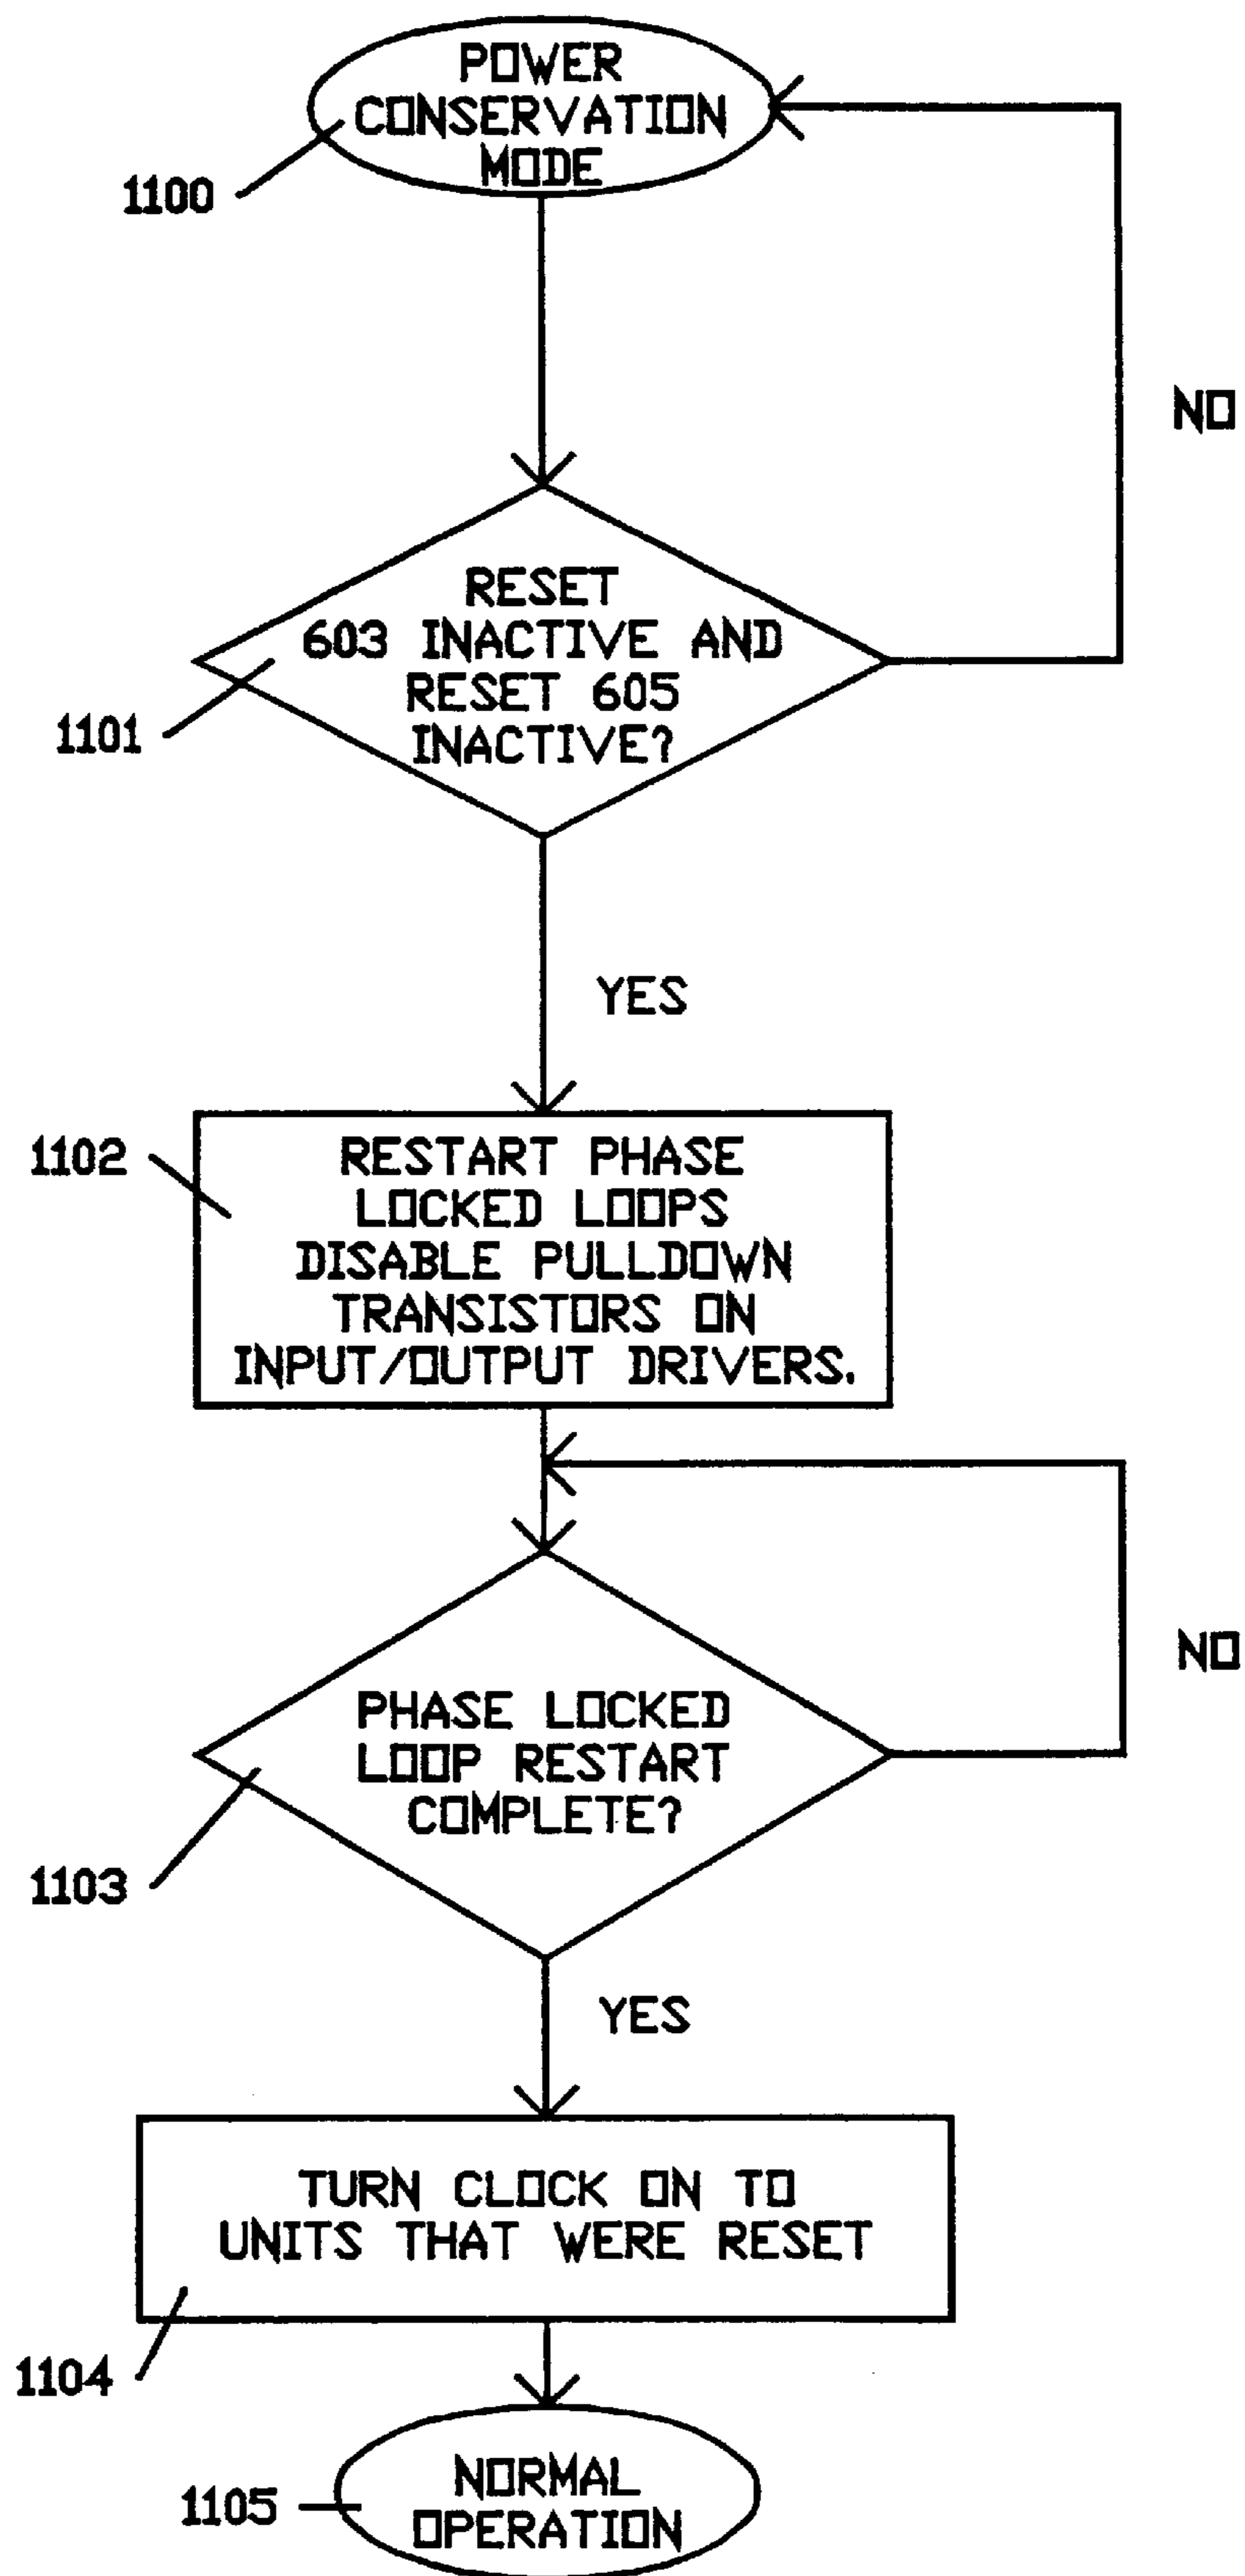 POWER
CONSERVATION
MODE
1100
NO
RESET
603 INACTIVE AND
RESET 605
INACTIVE?
1101
YES
1102
RESTART PHASE
LOCKED LOOPS
DISABLE PULLDOWN
TRANSISTORS ON
INPUT/OUTPUT DRIVERS.
NO
PHASE LOCKED
LOOP RESTART
COMPLETE?
1103
YES
TURN CLOCK ON TO
UNITS THAT WERE RESET
1104
NORMAL
OPERATION
1105